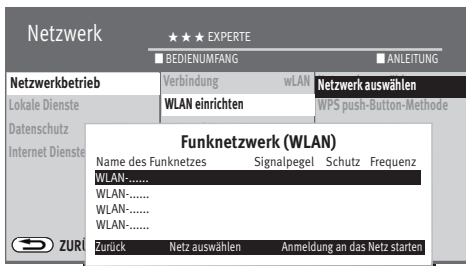 Netzwerk
★ ★ ★ EXPERTE
BEDIENUMFANG ANLEITUNG
Netzwerkbetrieb Verbindung wLAN Netzwerk auswählen
Lokale Dienste WLAN einrichten WPS push-Button-Methode
Datenschutz
Internet Dienste
Funknetzwerk (WLAN)
Name des Funknetzes Signalpegel Schutz Frequenz
WLAN-......
WLAN-......
WLAN-......
WLAN-......
ZURÜ
Zurück Netz auswählen Anmeldung an das Netz starten